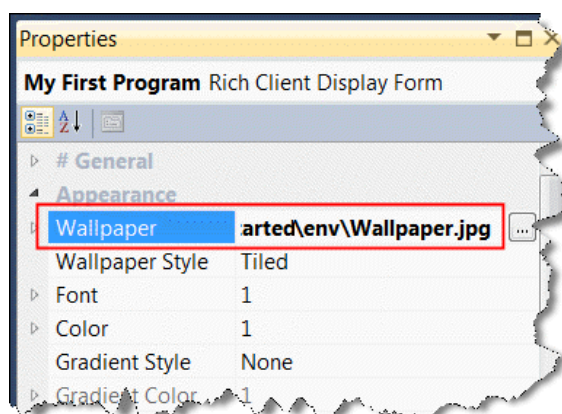 Properties
My First Program Rich Client Display Form
# General
Appearance
Wallpaper :arted\env\Wallpaper.jpg ...
Wallpaper Style Tiled
Font 1
Color 1
Gradient Style None
Gradient Color 1